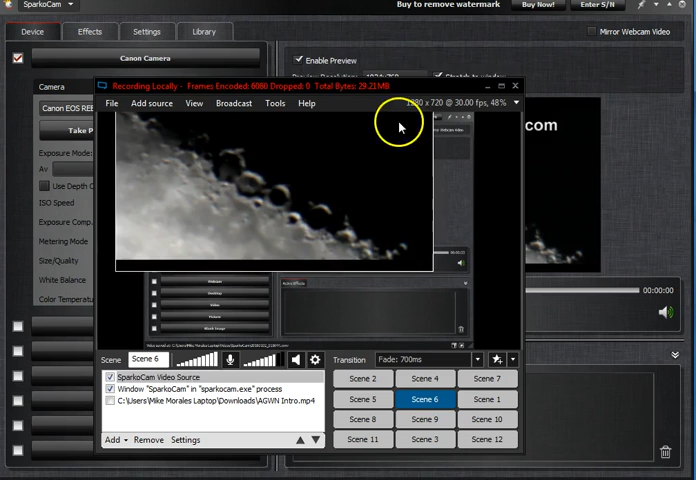 SparkoCam
Buy to remove watermark
Buy Now!
Enter S/N
Device
Effects
Settings
Library
Mirror Webcam Video
Canon Camera
Enable Preview
Camera
Canon EOS REB
Take P
Exposure Mode:
Av
Use Depth
ISO Speed
Exposure Comp.
Metering Mode
Size/Quality
White Balance
Color Temperatu
com
00:00:00
Recording Locally - Frames Encoded: 6080 Dropped: 0 Total Bytes: 29.21MB
File
Add source
View
Broadcast
Tools
Help
1280 x 720 @ 30.00 fps, 48%
Scene
Scene 6
Transition
Fade: 700ms
SparkoCam Video Source
Window "SparkoCam" in "sparkocam.exe" process
C:\Users\Mike Morales Laptop\Downloads\AGWN Intro.mp4
Scene 2
Scene 4
Scene 7
Scene 5
Scene 6
Scene 1
Scene 8
Scene 9
Scene 10
Scene 11
Scene 3
Scene 12
Add
Remove
Settings